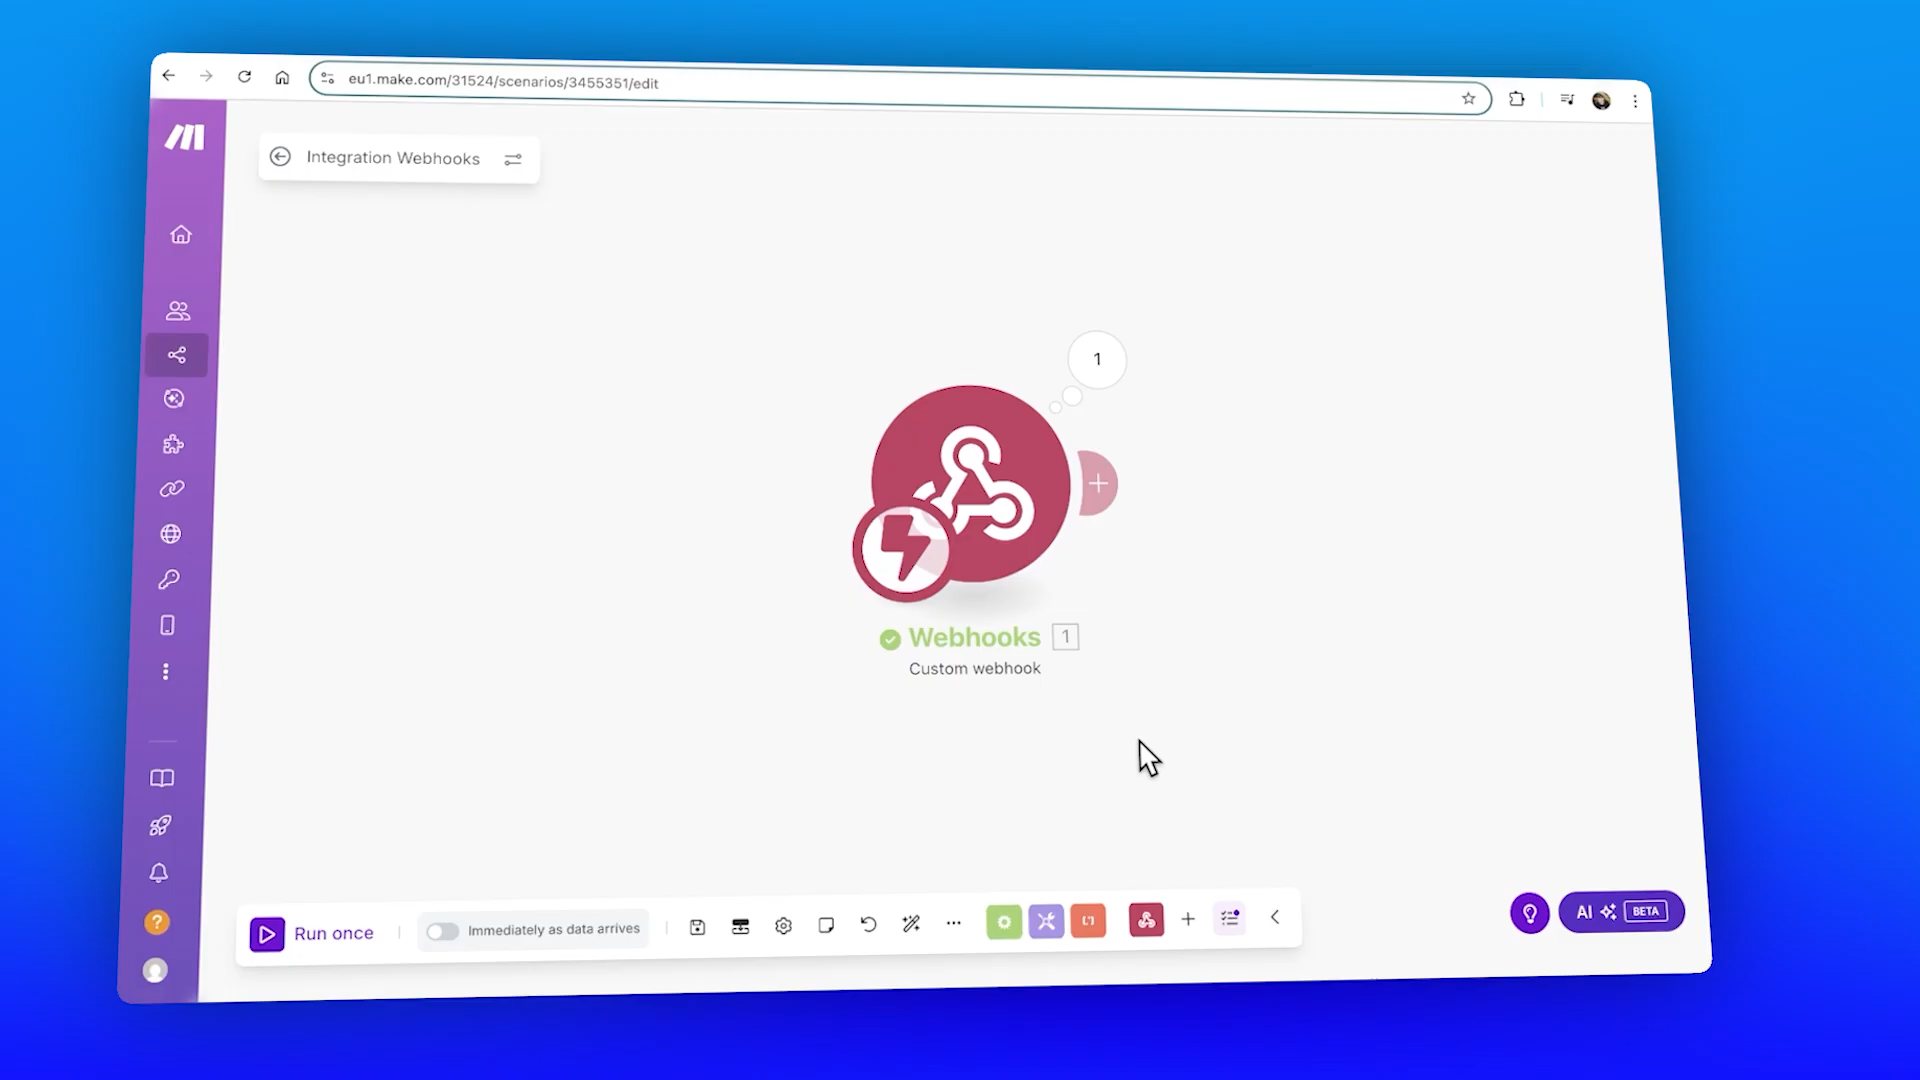 eu1.make.com/31524/scenarios/3455351/edit
Integration Webhooks
1
Webhooks 1
Custom webhook
Run once
Immediately as data arrives
AI BETA
?